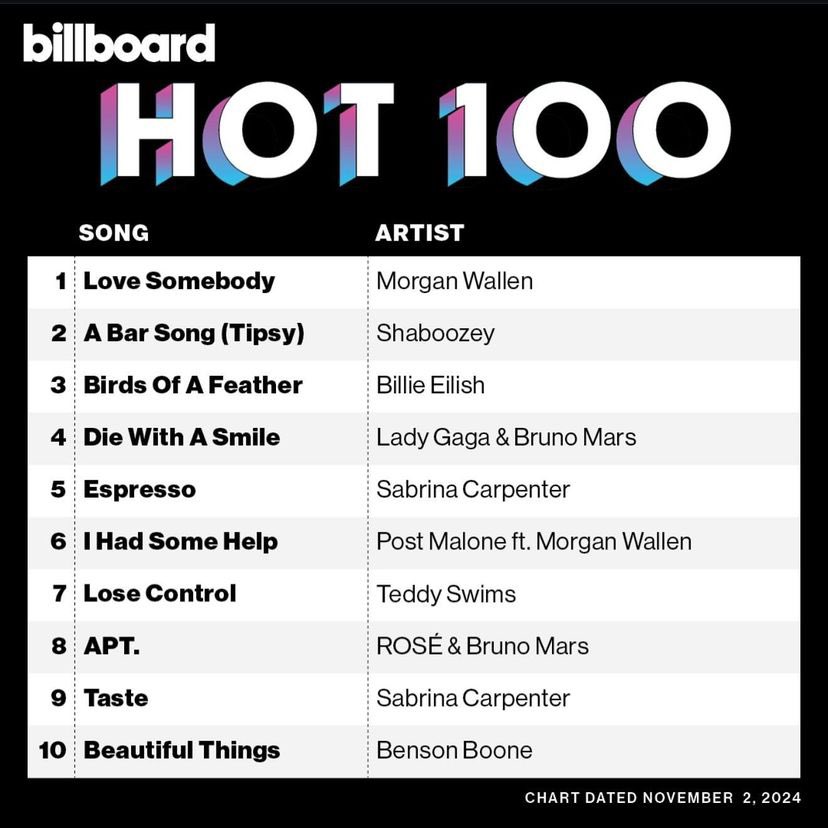 billboard
HOT 100
SONG ARTIST
1 Love Somebody Morgan Wallen
2 A Bar Song (Tipsy) Shaboozey
3 Birds Of A Feather Billie Eilish
4 Die With A Smile Lady Gaga & Bruno Mars
5 Espresso Sabrina Carpenter
6 I Had Some Help Post Malone ft. Morgan Wallen
7 Lose Control Teddy Swims
8 APT. ROSÉ & Bruno Mars
9 Taste Sabrina Carpenter
10 Beautiful Things Benson Boone
CHART DATED NOVEMBER 2, 2024